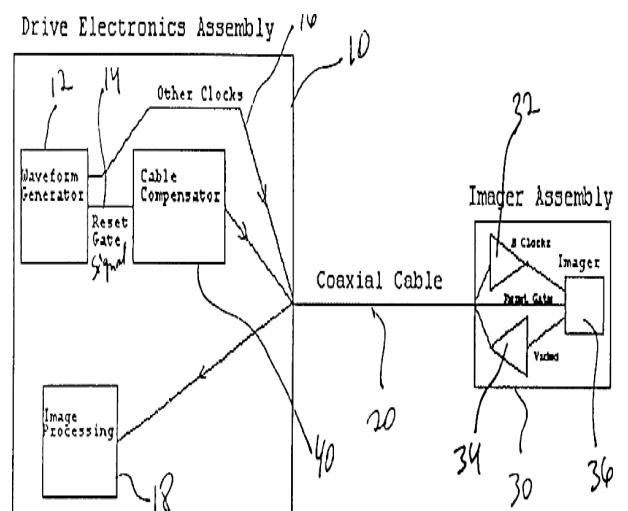 Drive Electronics Assembly
16
10
12
14
Other Clocks
32
Waveform
Generator
Cable
Compensator
Imager Assembly
Reset
Gate
Signal
H Clocks
Imager
Coaxial Cable
Reset Gate
Video
Image
Processing
20
34
40
30
36
18